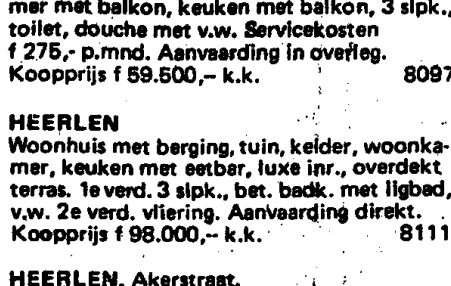 mer met balkon, keuken met balkon, 3 slpk.,
toilet, douche met v.w. Servicekosten
f 275,- p.mnd. Aanvaarding in overleg.
Koopprijs f 59.500,-- k.k. 8097
HEERLEN
Woonhuis met berging, tuin, kelder, woonka-
mer, keuken met eetbar, luxe inr., overdekt
terras. 1e verd. 3 slpk., bet. badk. met ligbad,
v.w. 2e verd. vliering. Aanvaarding direkt.
Koopprijs f 98.000,-- k.k. 8111
HEERLEN, Akerstraat.